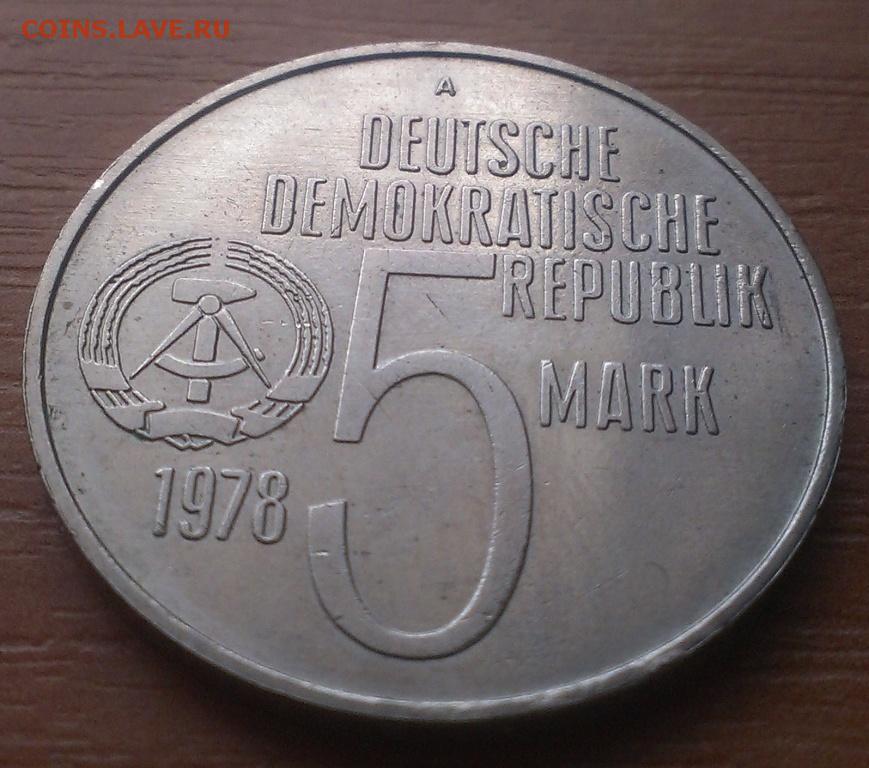 COINS.LAVE.RU
A
DEUTSCHE
DEMOKRATISCHE
REPUBLIK
5 MARK
1978